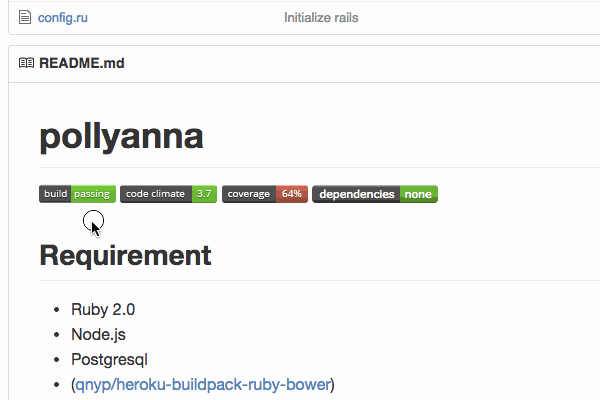 config.ru Initialize rails
README.md
pollyanna
build passing code climate 3.7 coverage 64% dependencies none
Requirement
• Ruby 2.0
• Node.js
• Postgresql
• (qnyp/heroku-buildpack-ruby-bower)